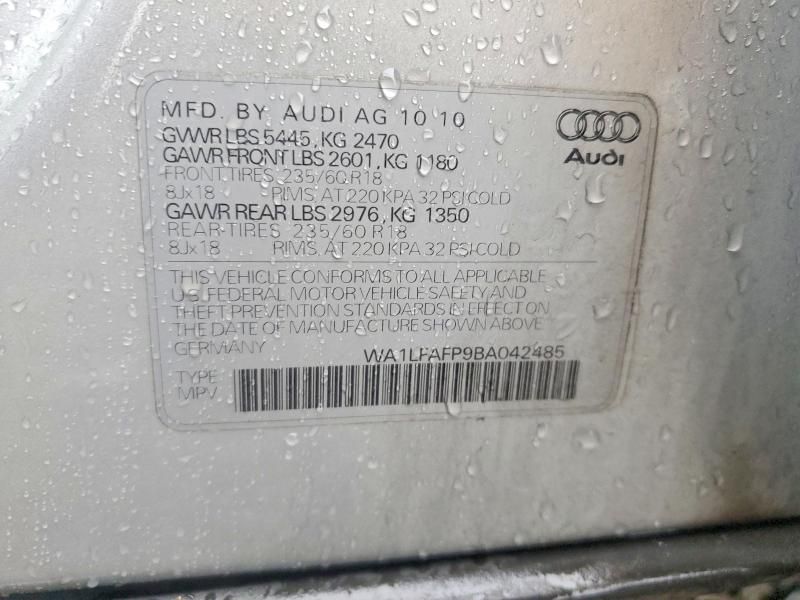 MFD. BY AUDI AG 10 10
GVWR LBS 5445, KG 2470
GAWR FRONT LBS 2601, KG 1180
FRONT TIRES 235/60 R18
8Jx18 RIMS, AT 220 KPA 32 PSI COLD
GAWR REAR LBS 2976, KG 1350
REAR-TIRES 235/60 R18
8Jx18 RIMS, AT 220 KPA 32 PSI COLD
Audi
THIS VEHICLE CONFORMS TO ALL APPLICABLE
U.S. FEDERAL MOTOR VEHICLE SAFETY AND
THEFT PREVENTION STANDARDS IN EFFECT ON
THE DATE OF MANUFACTURE SHOWN ABOVE
GERMANY WA1LFAFP9BA042485
TYPE
MPV